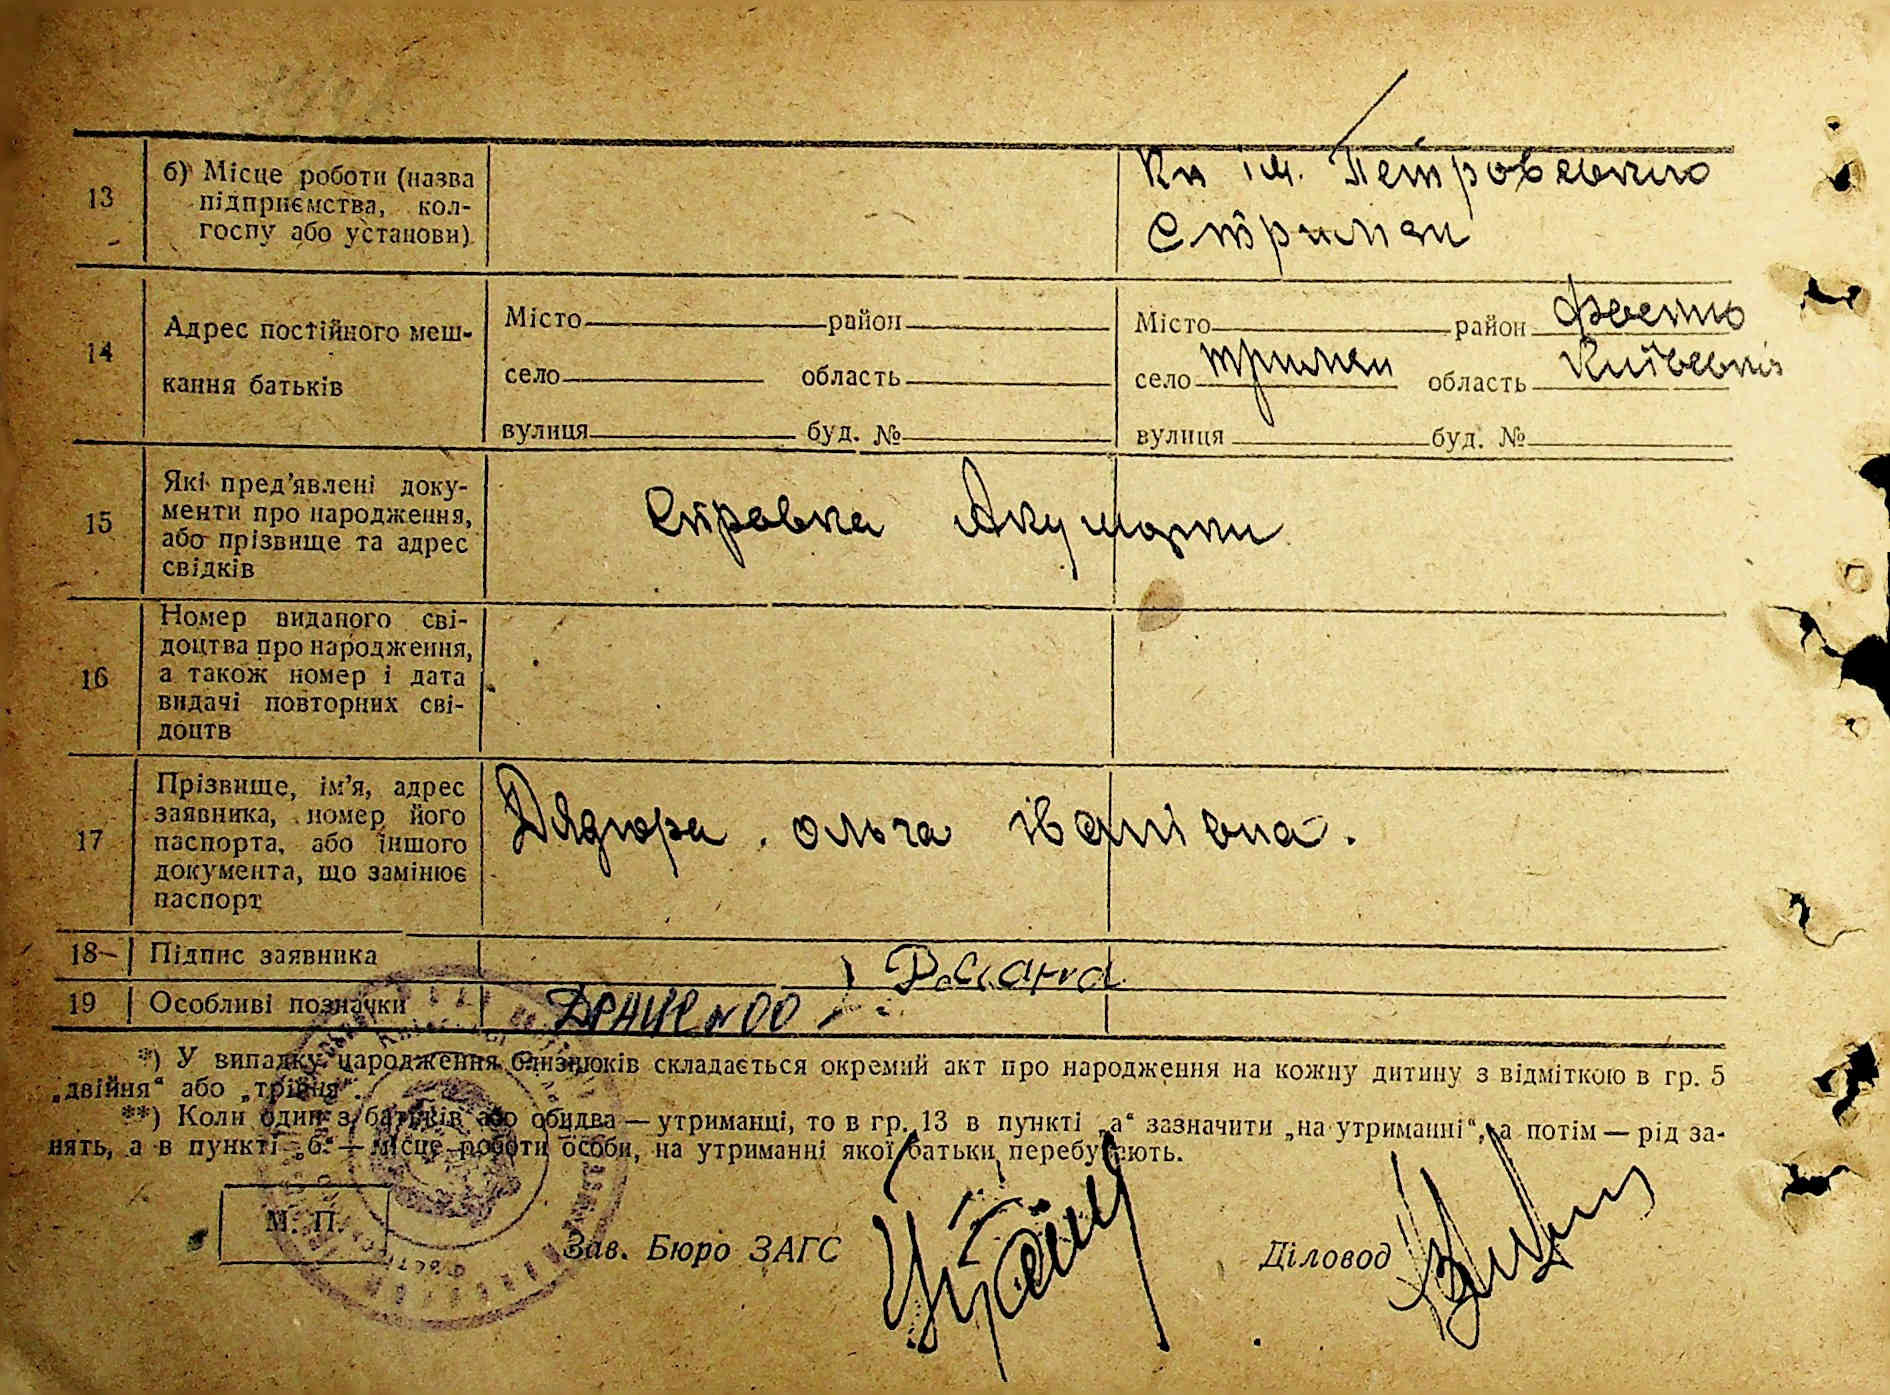 13
б) Місце роботи (назва
підприємства, кол-
госпу або установи)
Кп ім. Петровського
Стримби
14
Адрес постійного меш-
кання батьків
Місто район
село область
вулиця буд. №
Місто район
село область Київська
вулиця буд. №
15
Які пред’явлені доку-
менти про народження,
або прізвище та адрес
свідків
Справка Акушерки
16
Номер виданого сві-
доцтва про народження,
а також номер і дата
видачі повторних сві-
доцтв
17
Прізвище, ім’я, адрес
заявника, номер його
паспорта, або іншого
документа, що замінює
паспорт
Дядюра. ольга іванівна.
18 Підпис заявника
19 Особливі позначки
*) У випадку народження близнюків складається окремий акт про народження на кожну дитину з відміткою в гр. 5
„двійня“ або „трійня“.
**) Коли один з батьків або обидва — утриманці, то в гр. 13 в пункті „а“ зазначити „на утриманні“, а потім — рід за-
нять, а в пункті „б“ — місце роботи особи, на утриманні якої батьки перебувають.
М. П.
Зав. Бюро ЗАГС
Діловод